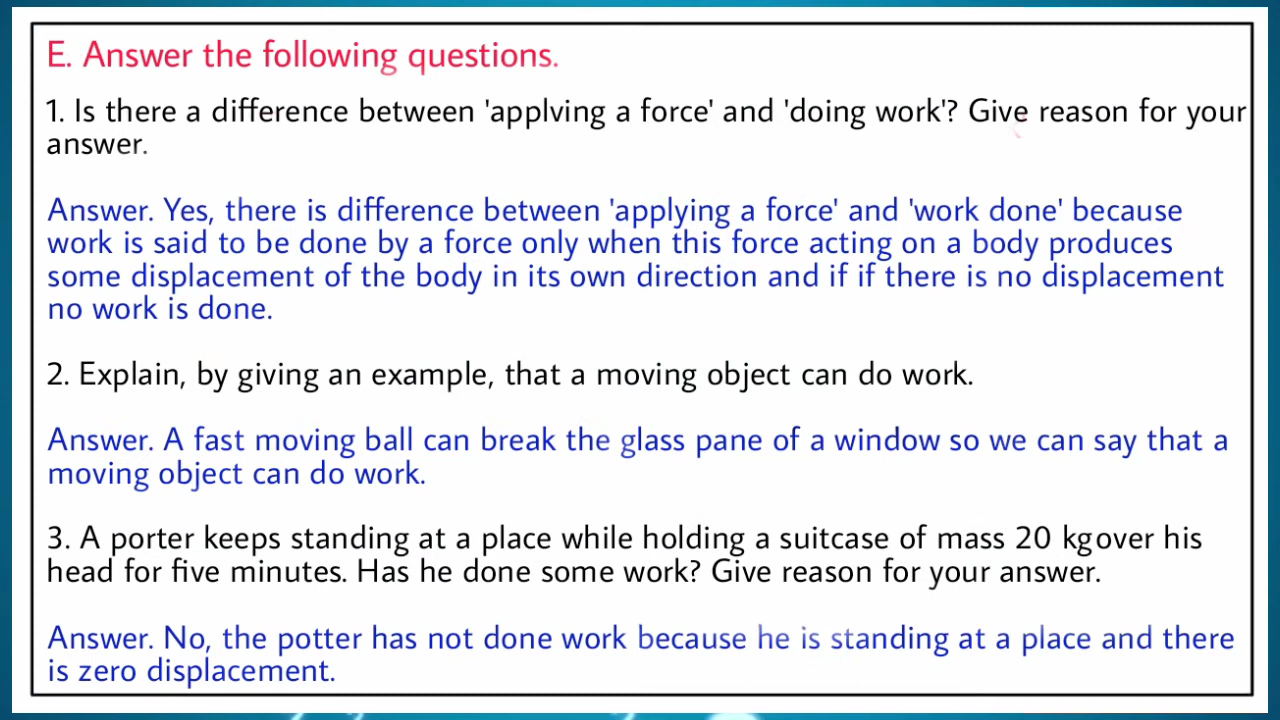 E. Answer the following questions.
1. Is there a difference between 'applving a force' and 'doing work'? Give reason for your
answer.
Answer. Yes, there is difference between 'applying a force' and 'work done' because
work is said to be done by a force only when this force acting on a body produces
some displacement of the body in its own direction and if if there is no displacement
no work is done.
2. Explain, by giving an example, that a moving object can do work.
Answer. A fast moving ball can break the glass pane of a window so we can say that a
moving object can do work.
3. A porter keeps standing at a place while holding a suitcase of mass 20 kgover his
head for five minutes. Has he done some work? Give reason for your answer.
Answer. No, the potter has not done work because he is standing at a place and there
is zero displacement.